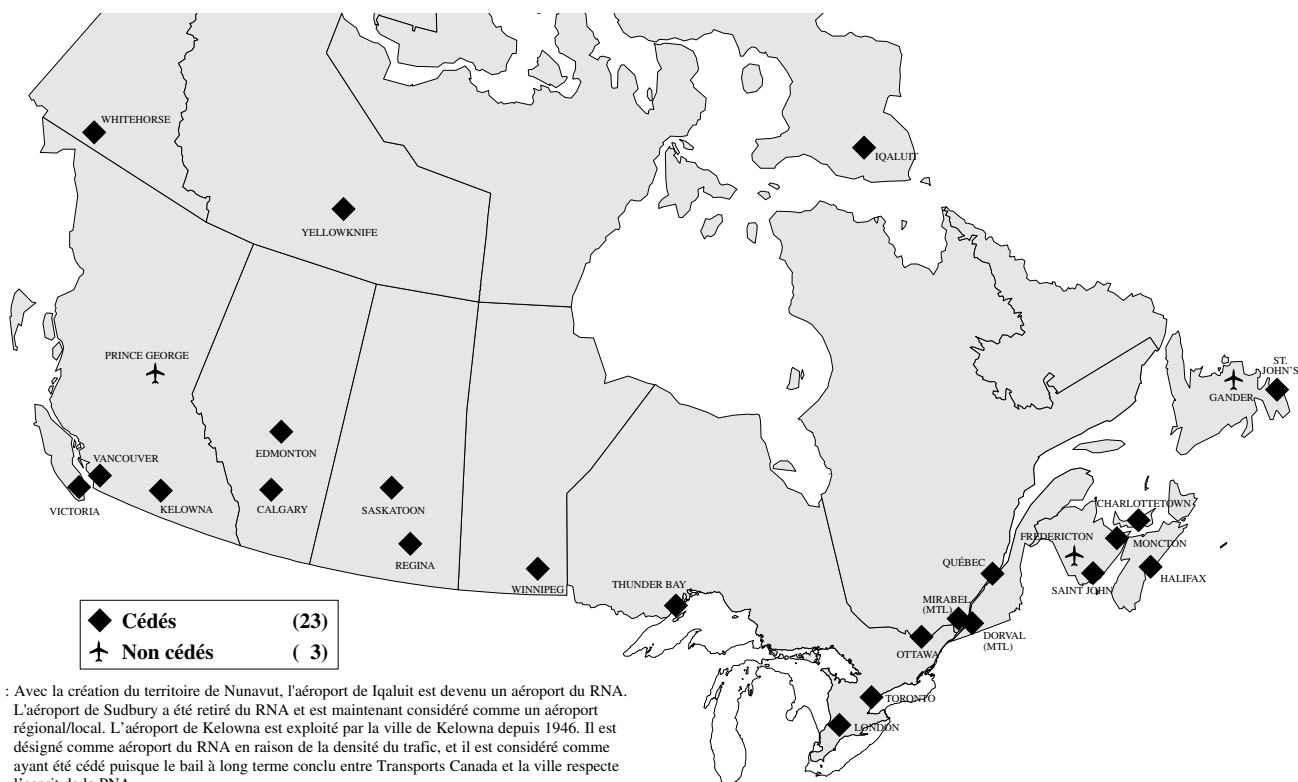 WHITEHORSE
IQALUIT
YELLOWKNIFE
PRINCE GEORGE
ST.
JOHN'S
GANDER
EDMONTON
VANCOUVER
VICTORIA
KELOWNA
CALGARY
SASKATOON
CHARLOTTETOWN
FREDERICTON
MONCTON
REGINA
QUÉBEC
HALIFAX
WINNIPEG
THUNDER BAY
SAINT JOHN
MIRABEL
(MTL)
DORVAL
(MTL)
OTTAWA
TORONTO
LONDON
Cédés (23)
Non cédés ( 3)
: Avec la création du territoire de Nunavut, l'aéroport de Iqaluit est devenu un aéroport du RNA.
L'aéroport de Sudbury a été retiré du RNA et est maintenant considéré comme un aéroport
régional/local. L’aéroport de Kelowna est exploité par la ville de Kelowna depuis 1946. Il est
désigné comme aéroport du RNA en raison de la densité du trafic, et il est considéré comme
ayant été cédé puisque le bail à long terme conclu entre Transports Canada et la ville respecte
l’esprit de la PNA